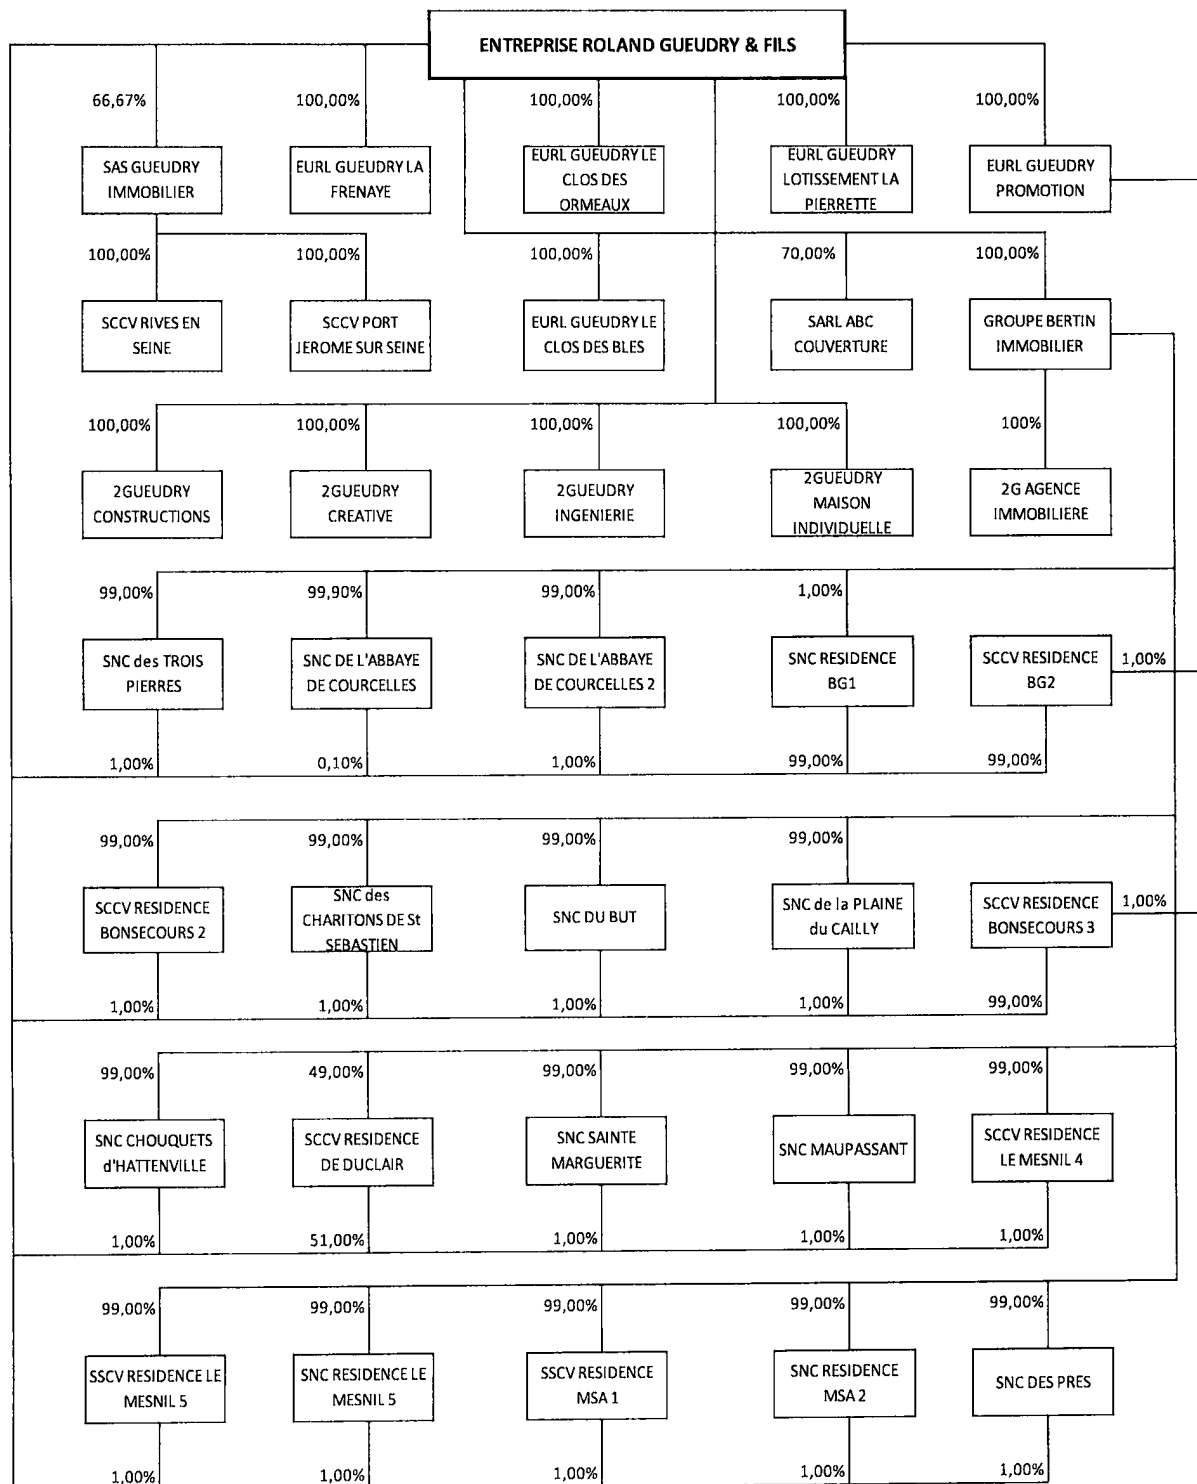 ENTREPRISE ROLAND GUEUDRY & FILS
66,67%
100,00%
100,00%
100,00%
100,00%
SAS GUEUDRY
IMMOBILIER
EURL GUEUDRY LA
FRENAYE
EURL GUEUDRY LE
CLOS DES
ORMEAUX
EURL GUEUDRY
LOTISSEMENT LA
PIERRETTE
EURL GUEUDRY
PROMOTION
100,00%
100,00%
100,00%
70,00%
100,00%
SCCV RIVES EN
SEINE
SCCV PORT
JEROME SUR SEINE
EURL GUEUDRY LE
CLOS DES BLES
SARL ABC
COUVERTURE
GROUPE BERTIN
IMMOBILIER
100,00%
100,00%
100,00%
100,00%
100%
2GUEUDRY
CONSTRUCTIONS
2GUEUDRY
CREATIVE
2GUEUDRY
INGENIERIE
2GUEUDRY
MAISON
INDIVIDUELLE
2G AGENCE
IMMOBILIERE
99,00%
99,90%
99,00%
1,00%
SNC des TROIS
PIERRES
SNC DE L'ABBAYE
DE COURCELLES
SNC DE L'ABBAYE
DE COURCELLES 2
SNC RESIDENCE
BG1
SCCV RESIDENCE
BG2
1,00%
1,00%
0,10%
1,00%
99,00%
99,00%
99,00%
99,00%
99,00%
99,00%
SCCV RESIDENCE
BONSECOURS 2
SNC des
CHARITONS DE St
SEBASTIEN
SNC DU BUT
SNC de la PLAINE
du CAILLY
SCCV RESIDENCE
BONSECOURS 3
1,00%
1,00%
1,00%
1,00%
1,00%
99,00%
99,00%
49,00%
99,00%
99,00%
99,00%
SNC CHOUQUETS
d'HATTENVILLE
SCCV RESIDENCE
DE DUCLAIR
SNC SAINTE
MARGUERITE
SNC MAUPASSANT
SCCV RESIDENCE
LE MESNIL 4
1,00%
51,00%
1,00%
1,00%
1,00%
99,00%
99,00%
99,00%
99,00%
99,00%
SSCV RESIDENCE LE
MESNIL 5
SNC RESIDENCE LE
MESNIL 5
SSCV RESIDENCE
MSA 1
SNC RESIDENCE
MSA 2
SNC DES PRES
1,00%
1,00%
1,00%
1,00%
1,00%